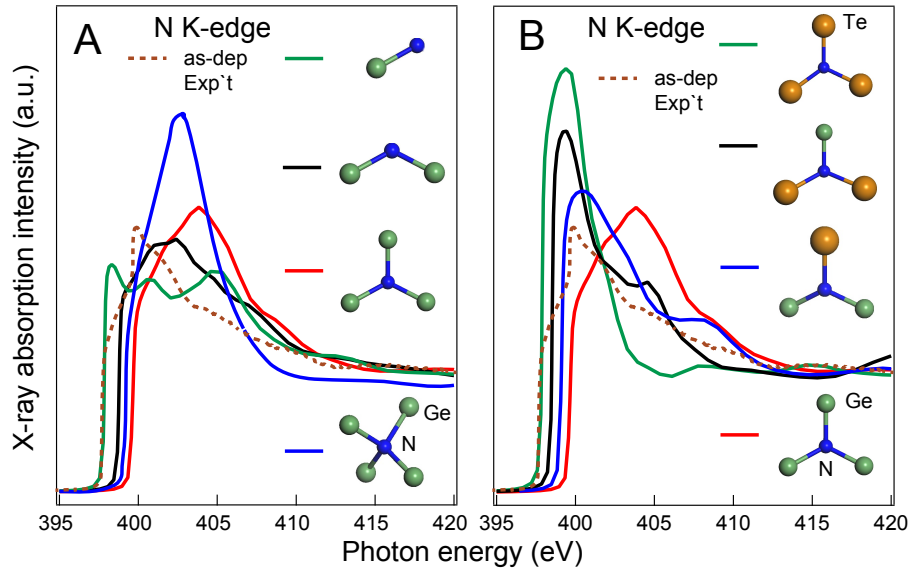 X-ray absorption intensity (a.u.)
A
N K-edge
as-dep
Exp`t
Ge
N
395
400
405
410
415
420
B
N K-edge
as-dep
Exp`t
Te
Ge
N
395
400
405
410
415
420
Photon energy (eV)